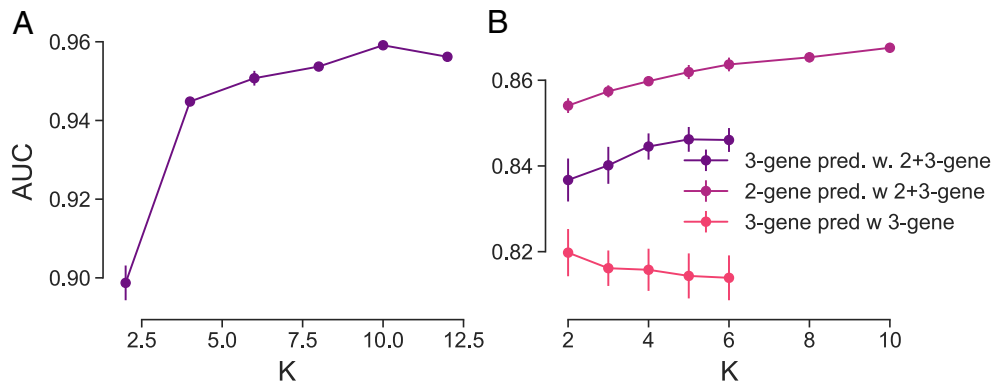 A
AUC
0.96
0.94
0.92
0.90
2.5 5.0 7.5 10.0 12.5
K
B
0.86
0.84
0.82
3-gene pred. w. 2+3-gene
2-gene pred. w 2+3-gene
3-gene pred w 3-gene
2 4 6 8 10
K